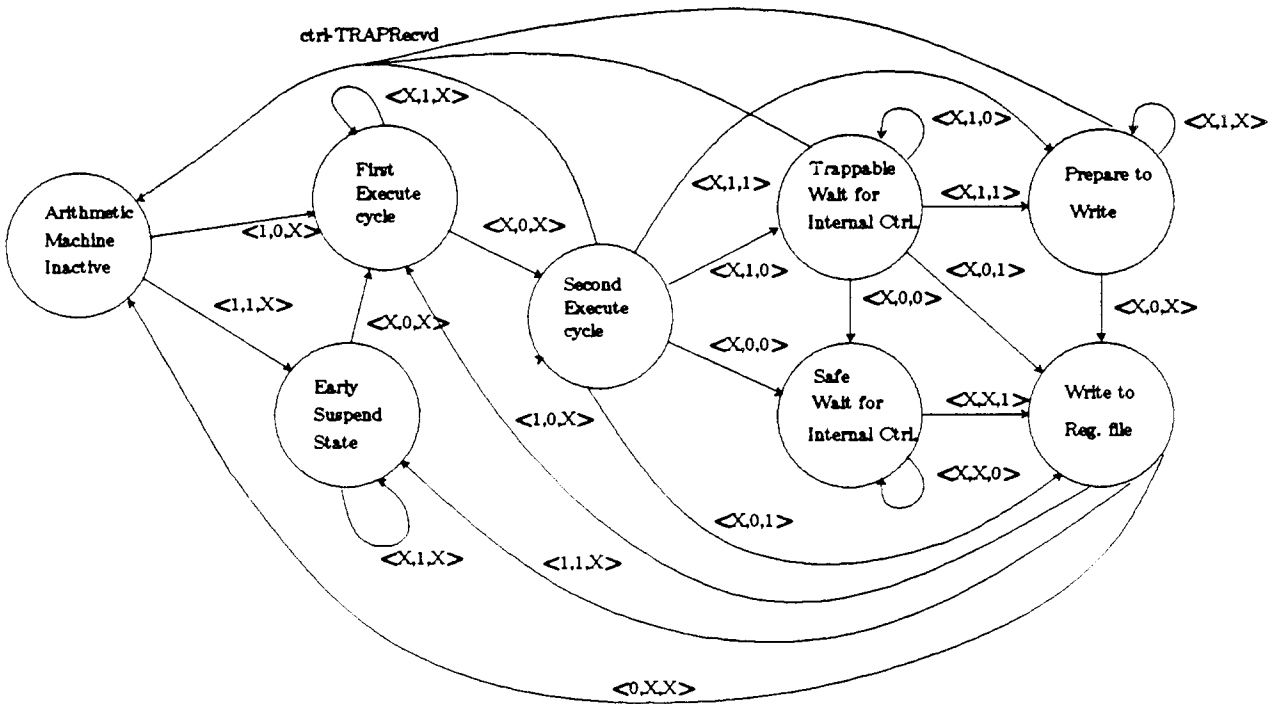 ctrl-TRAPRecvd
<X,1,X>
<X,1,0>
<X,1,X>
First
Execute
cycle
Trappable
Wait for
Internal Ctrl.
Prepare to
Write
<X,1,1>
<X,1,1>
Arithmetic
Machine
Inactive
<1,0,X>
<X,0,X>
<X,1,0>
<X,0,1>
Second
Execute
cycle
<1,1,X>
<X,0,X>
<X,0,0>
<X,0,0>
<X,0,X>
Early
Suspend
State
Safe
Wait for
Internal Ctrl.
<X,X,1>
Write to
Reg. file
<1,0,X>
<X,X,0>
<X,0,1>
<X,1,X>
<1,1,X>
<0,X,X>